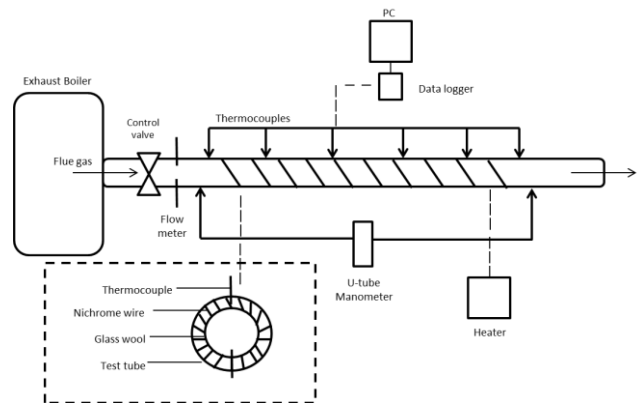 PC
Exhaust Boiler
Data logger
Control
valve
Thermocouples
Flue gas
Flow
meter
U-tube
Manometer
Heater
Thermocouple
Nichrome wire
Glass wool
Test tube